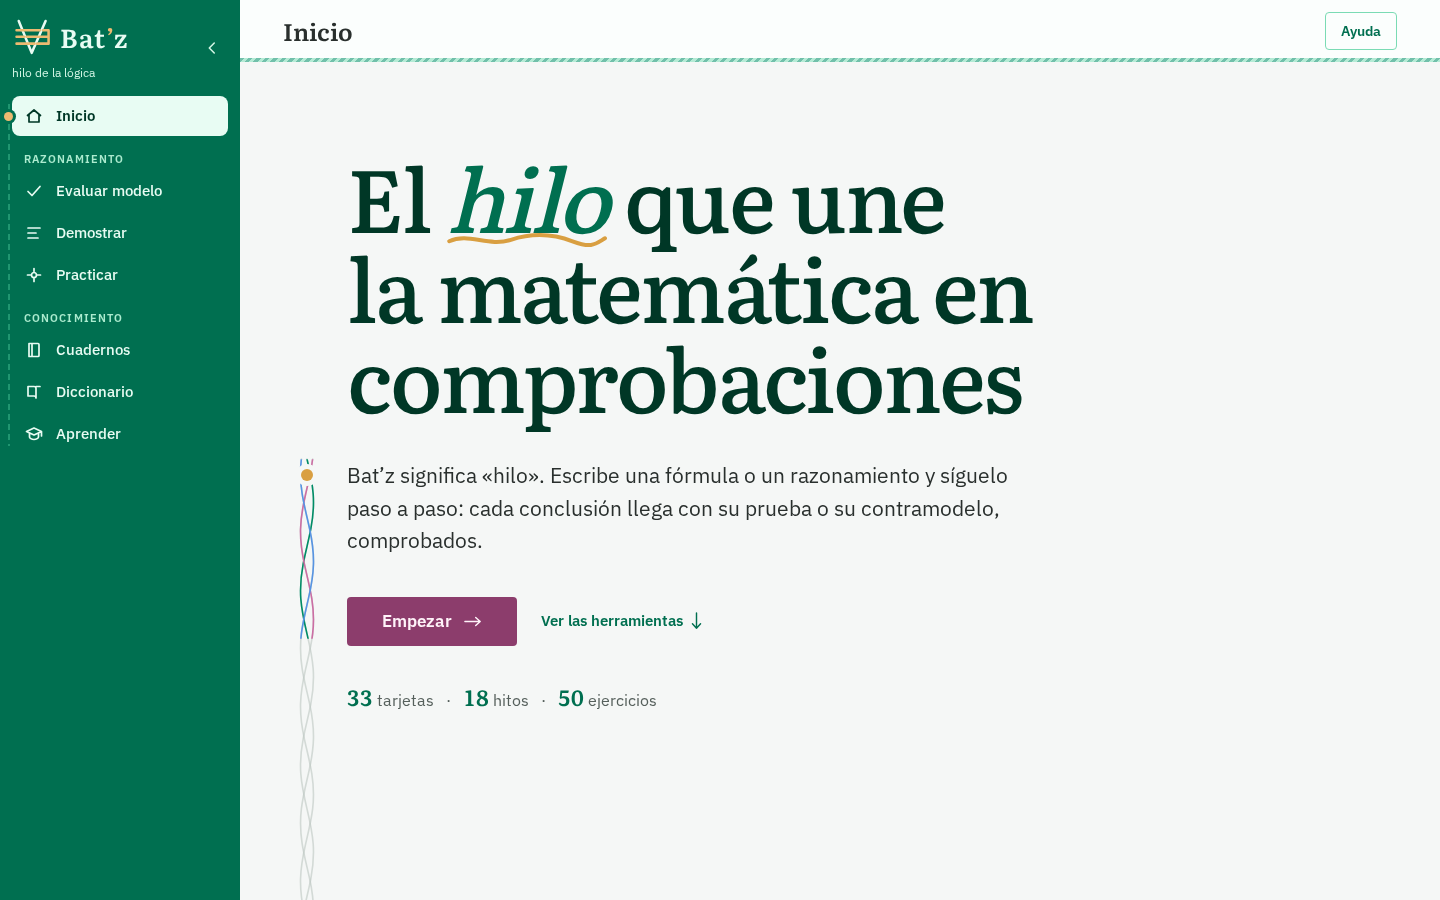 Bat’z
hilo de la lógica
Inicio
RAZONAMIENTO
Evaluar modelo
Demostrar
Practicar
CONOCIMIENTO
Cuadernos
Diccionario
Aprender
Inicio
Ayuda
El hilo que une
la matemática en
comprobaciones
Bat’z significa «hilo». Escribe una fórmula o un razonamiento y síguelo
paso a paso: cada conclusión llega con su prueba o su contramodelo,
comprobados.
Empezar →
Ver las herramientas ↓
33 tarjetas · 18 hitos · 50 ejercicios